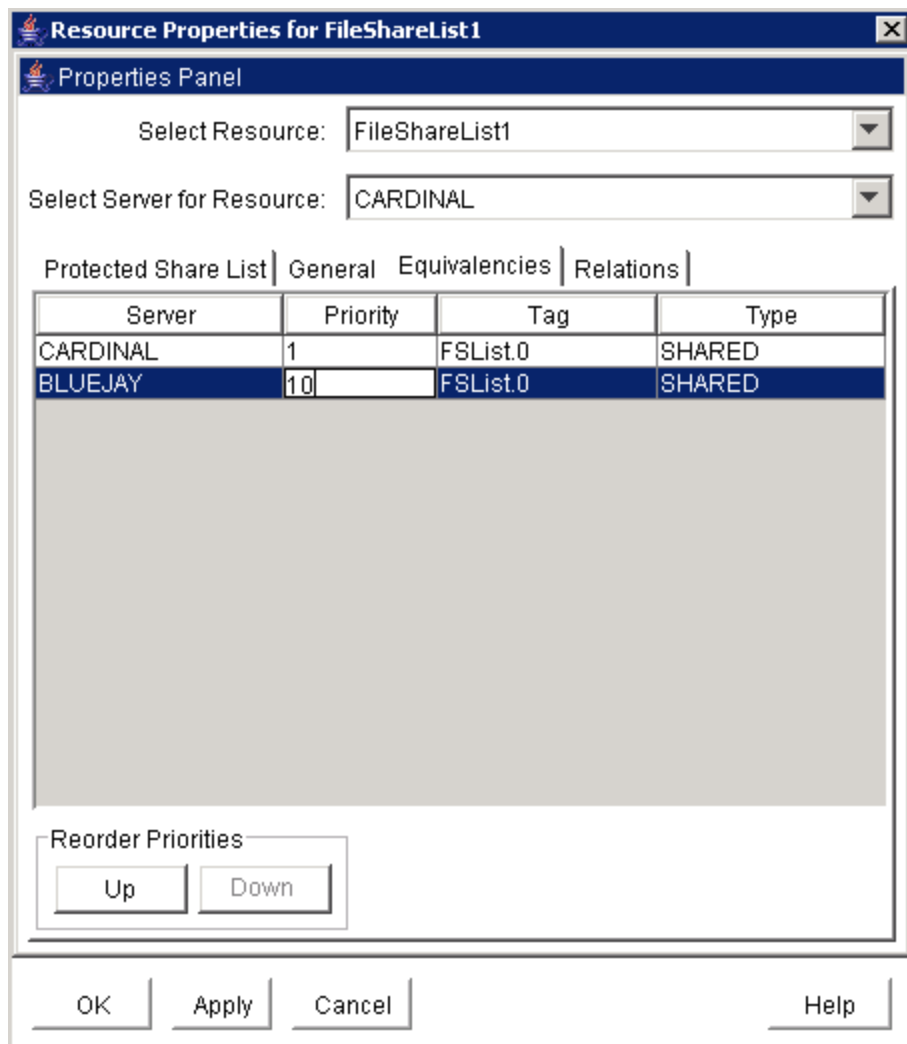 Resource Properties for FileShareList1
Properties Panel
Select Resource: FileShareList1
Select Server for Resource: CARDINAL
Protected Share List General Equivalencies Relations
Server Priority Tag Type
CARDINAL 1 FSList.0 SHARED
BLUEJAY 10 FSList.0 SHARED
Reorder Priorities
Up Down
OK Apply Cancel Help